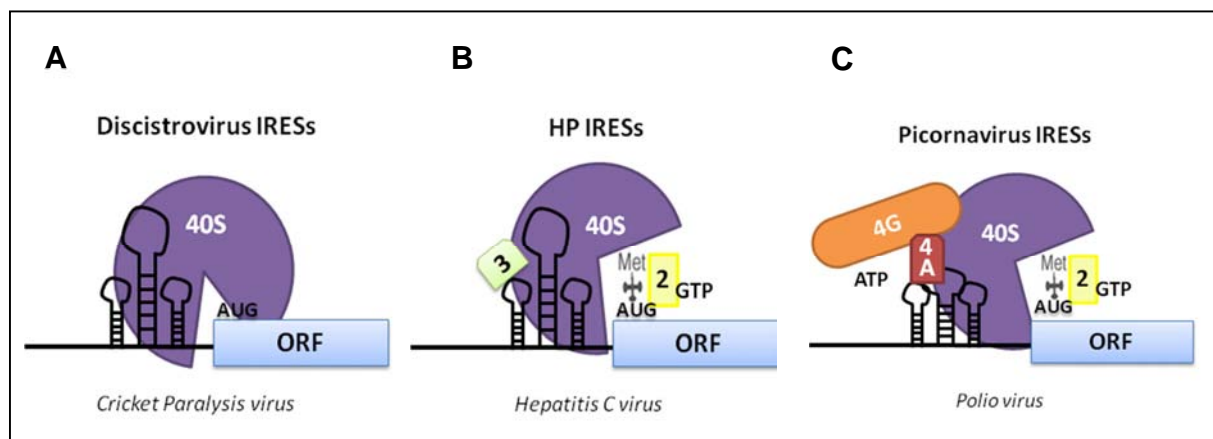 A
Discistrovirus IRESs
40S
AUG
ORF
Cricket Paralysis virus
B
HP IRESs
40S
3
Met
2
GTP
AUG
ORF
Hepatitis C virus
C
Picornavirus IRESs
4G
40S
4
A
ATP
Met
2
GTP
AUG
ORF
Polio virus